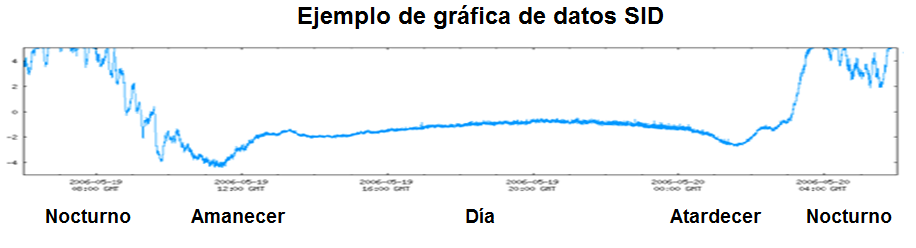 Ejemplo de gráfica de datos SID
4
2
0
-2
-4
2006-05-19 2006-05-19 2006-05-19 2006-05-19 2006-05-20 2006-05-20
12:00 GMT 16:00 GMT 20:00 GMT 00:00 GMT 04:00 GMT
Nocturno Amanecer Día Atardecer Nocturno